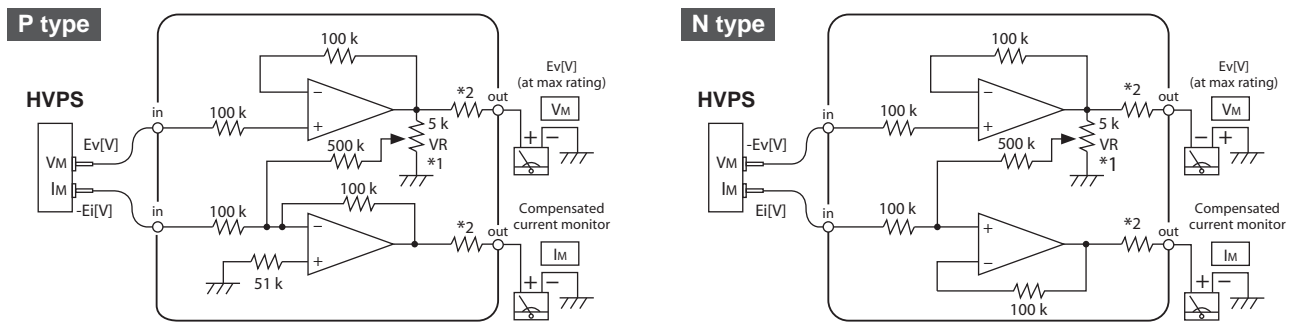 P type
HVPS
VM
IM
Ev[V]
-Ei[V]
in
in
100 k
100 k
−
+
*2
out
5 k
VR
*1
500 k
100 k
100 k
−
+
51 k
*2
out
Ev[V]
(at max rating)
VM
+ −
Compensated
current monitor
IM
+ −
N type
HVPS
VM
IM
-Ev[V]
Ei[V]
in
in
100 k
100 k
−
+
*2
out
5 k
VR
*1
500 k
100 k
+
−
100 k
*2
out
Ev[V]
(at max rating)
VM
− +
Compensated
current monitor
IM
+ −